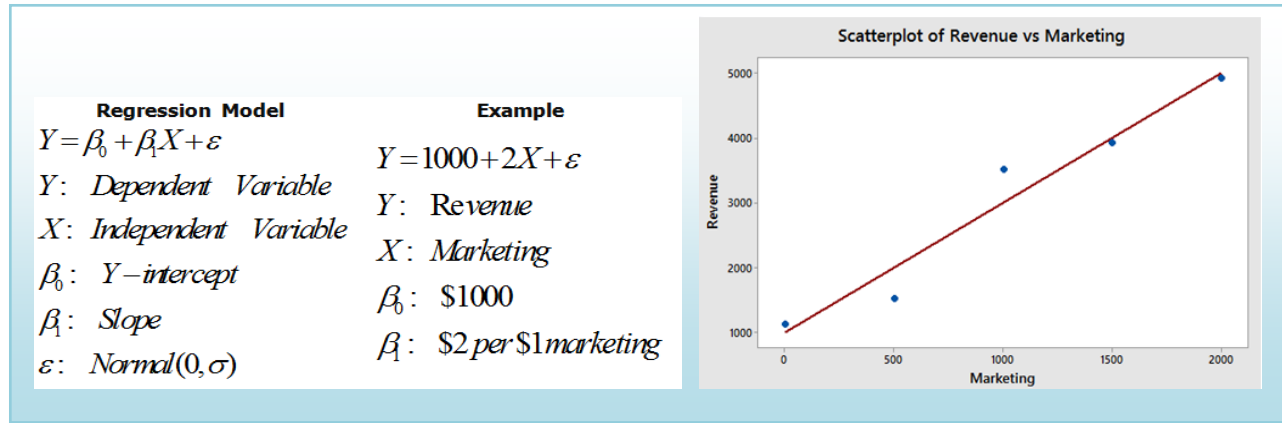 Regression Model
Y=β₀+β₁X+ε
Y: Dependent Variable
X: Independent Variable
β₀: Y-intercept
β₁: Slope
ε: Normal(0,σ)
Example
Y=1000+2X+ε
Y: Revenue
X: Marketing
β₀: $1000
β₁: $2 per $1marketing
Scatterplot of Revenue vs Marketing
5000
4000
3000
2000
1000
Revenue
0 500 1000 1500 2000
Marketing